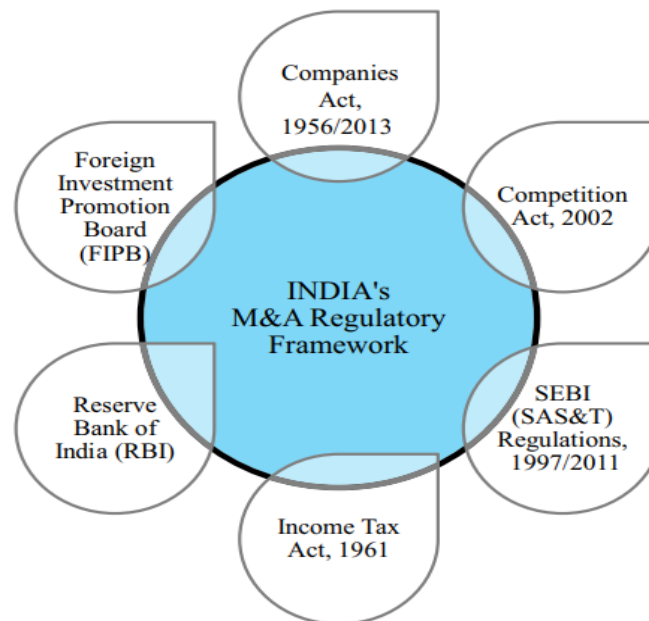 Companies
Act,
1956/2013
Foreign
Investment
Promotion
Board
(FIPB)
Competition
Act, 2002
INDIA's
M&A Regulatory
Framework
Reserve
Bank of
India (RBI)
SEBI
(SAS&T)
Regulations,
1997/2011
Income Tax
Act, 1961